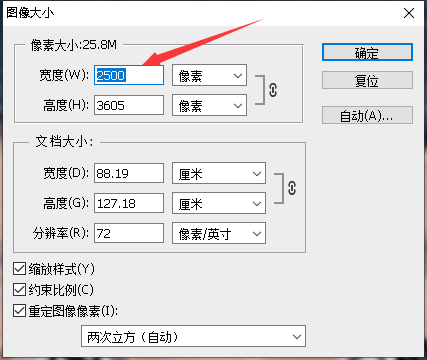 图像大小
像素大小:25.8M
宽度(W): 2500 像素
高度(H): 3605 像素
确定
复位
自动(A)...
文档大小:
宽度(D): 88.19 厘米
高度(G): 127.18 厘米
分辨率(R): 72 像素/英寸
缩放样式(Y)
约束比例(C)
重定图像像素(I):
两次立方（自动）